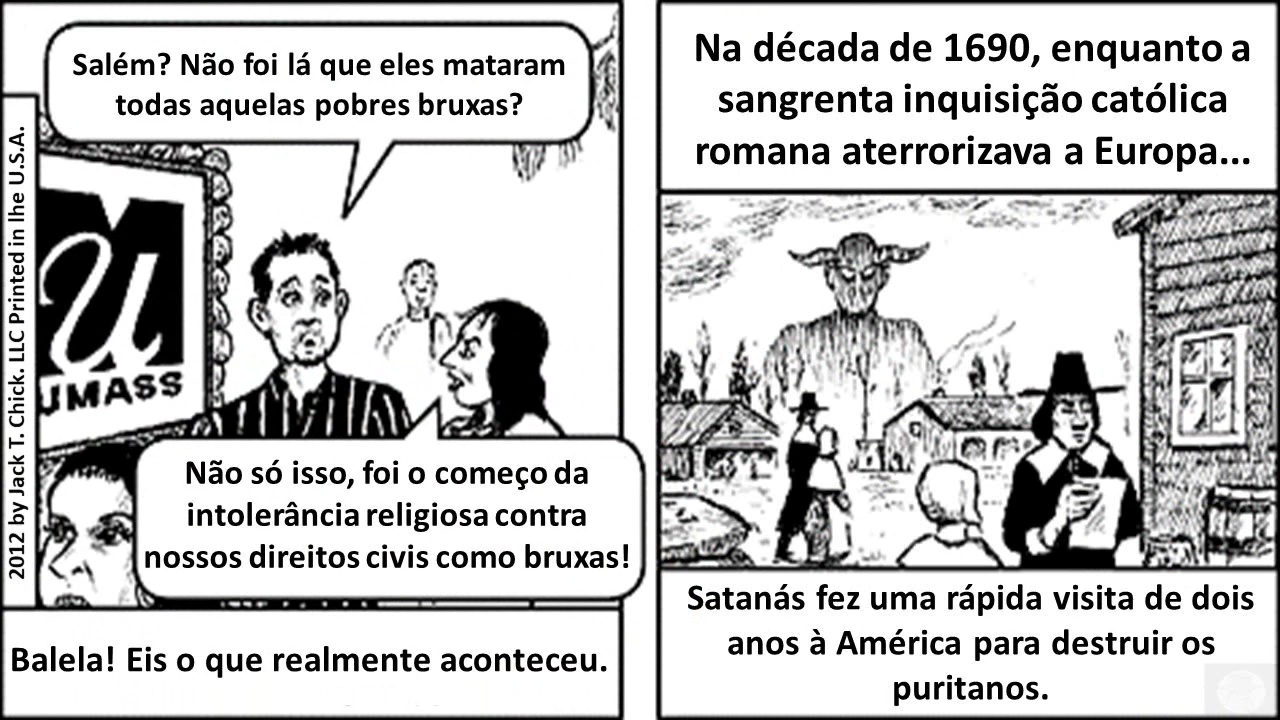 Salém? Não foi lá que eles mataram
todas aquelas pobres bruxas?
2012 by Jack T. Chick. LLC Printed in lhe U.S.A.
U
UMASS
Não só isso, foi o começo da
intolerância religiosa contra
nossos direitos civis como bruxas!
Balela! Eis o que realmente aconteceu.
Na década de 1690, enquanto a
sangrenta inquisição católica
romana aterrorizava a Europa...
Satanás fez uma rápida visita de dois
anos à América para destruir os
puritanos.